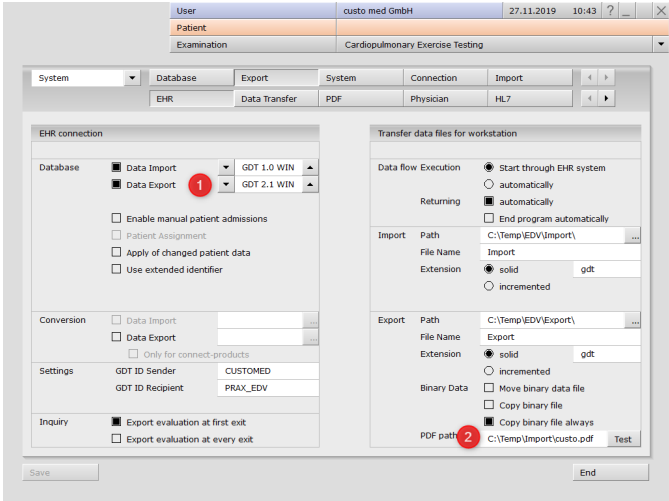 User custo med GmbH 27.11.2019 10:43 ? _ X
Patient
Examination Cardiopulmonary Exercise Testing
System Database Export System Connection Import
EHR Data Transfer PDF Physician HL7
EHR connection
Database Data Import GDT 1.0 WIN
Data Export 1 GDT 2.1 WIN
Enable manual patient admissions
Patient Assignment
Apply of changed patient data
Use extended identifier
Conversion Data Import ...
Data Export ...
Only for connect-products
Settings GDT ID Sender CUSTOMED
GDT ID Recipient PRAX_EDV
Inquiry Export evaluation at first exit
Export evaluation at every exit
Transfer data files for workstation
Data flow Execution Start through EHR system
automatically
Returning automatically
End program automatically
Import Path C:\Temp\EDV\Import\ ...
File Name Import
Extension solid gdt
incremented
Export Path C:\Temp\EDV\Export\ ...
File Name Export
Extension solid gdt
incremented
Binary Data Move binary data file
Copy binary file
Copy binary file always
PDF path 2 C:\Temp\Import\custo.pdf Test
Save End